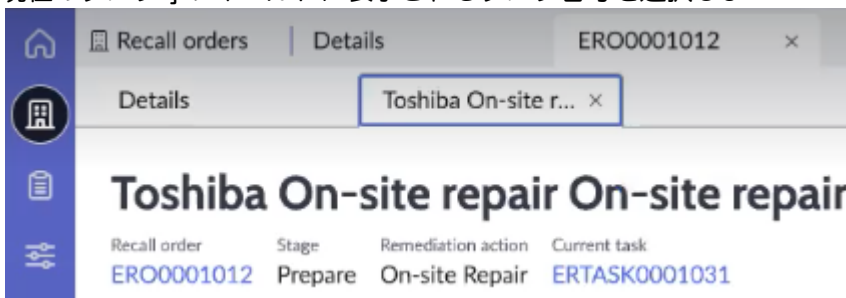 Recall orders Details ERO0001012 ×
Details Toshiba On-site r... ×
Toshiba On-site repair On-site repair
Recall order Stage Remediation action Current task
ERO0001012 Prepare On-site Repair ERTASK0001031